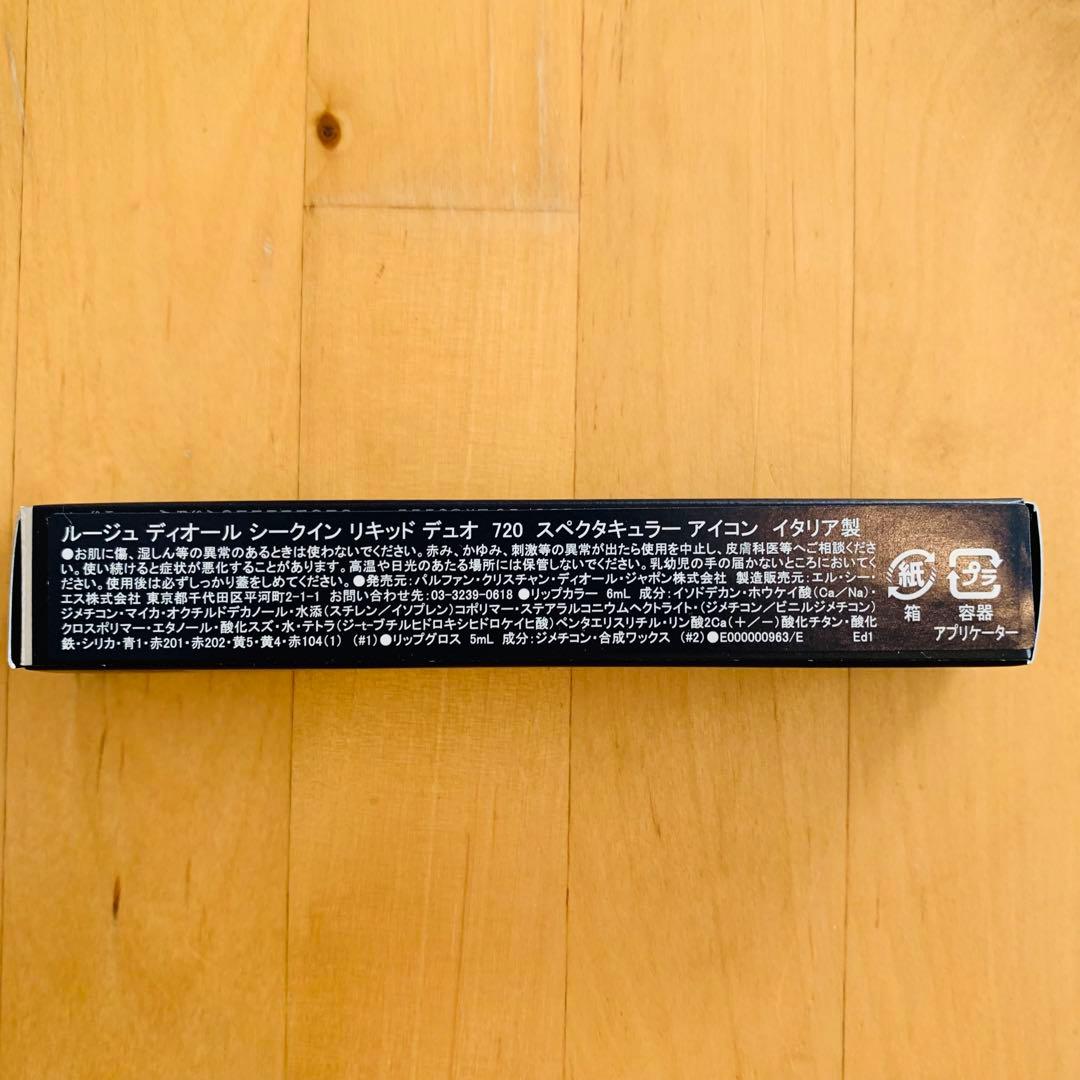 ルージュ ディオール シークイン リキッド デュオ 720 スペクタキュラー アイコン イタリア製
●お肌に傷、湿しん等の異常のあるときは使わないでください。赤み、かゆみ、刺激等の異常が出たら使用を中止し、皮膚科医等へご相談くださ
い。使い続けると症状が悪化することがあります。高温や日光のあたる場所には保管しないでください。乳幼児の手の届かないところにおいてく
ださい。使用後は必ずしっかり蓋をしめてください。●発売元:パルファン・クリスチャン・ディオール・ジャポン株式会社 製造販売元:エル・シー・
エス株式会社 東京都千代田区平河町2-1-1 お問い合わせ先:03-3239-0618 ●リップカラー 6mL 成分:イソドデカン・ホウケイ酸(Ca/Na)・
ジメチコン・マイカ・オクチルドデカノール・水添(スチレン/イソプレン)コポリマー・ステアラルコニウムヘクトライト・(ジメチコン/ビニルジメチコン)
クロスポリマー・エタノール・酸化スズ・水・テトラ(ジ-t-ブチルヒドロキシヒドロケイヒ酸)ペンタエリスリチル・リン酸2Ca(+/−)酸化チタン・酸化
鉄・シリカ・青1・赤201・赤202・黄5・黄4・赤104(1) (#1)●リップグロス 5mL 成分:ジメチコン・合成ワックス (#2)●E000000963/E Ed1
紙 プラ
箱 容器
アプリケーター